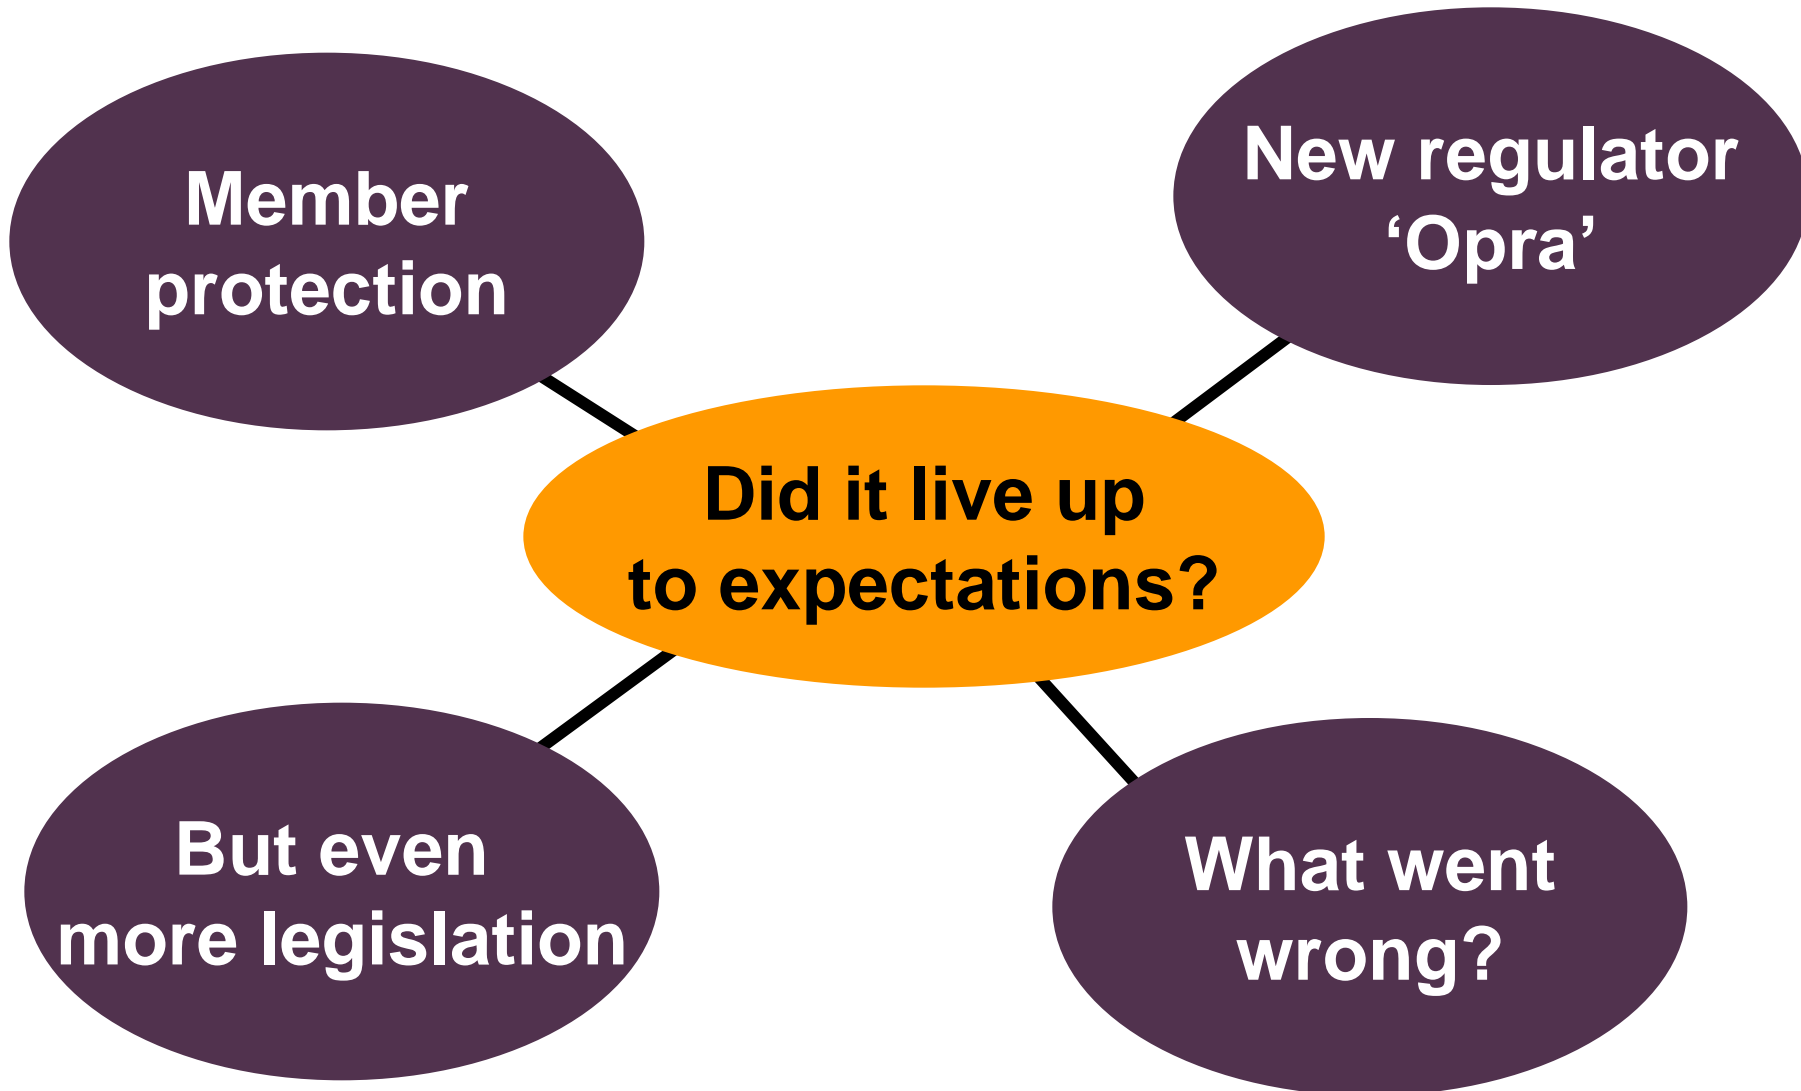 Member
protection
New regulator
‘Opra’
Did it live up
to expectations?
But even
more legislation
What went
wrong?